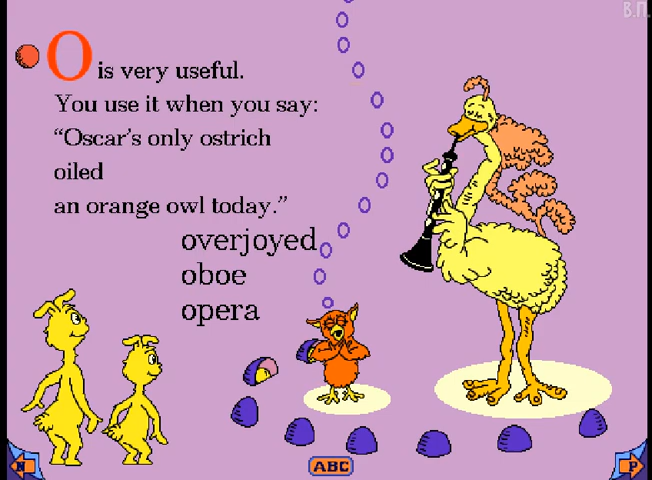 В.П.
O is very useful.
You use it when you say:
“Oscar’s only ostrich
oiled
an orange owl today.”
overjoyed
oboe
opera
N
ABC
P